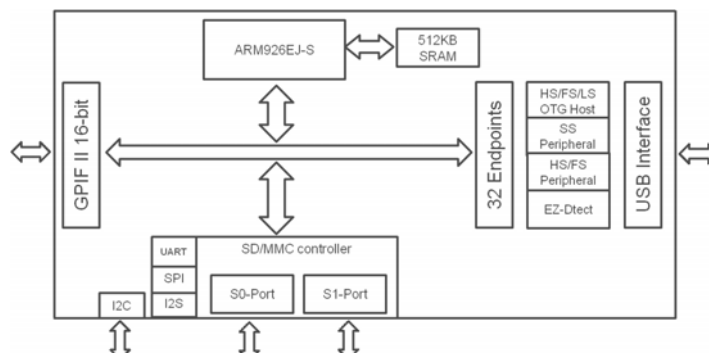 ARM926EJ-S
512KB
SRAM
GPIF II 16-bit
32 Endpoints
HS/FS/LS
OTG Host
SS
Peripheral
HS/FS
Peripheral
EZ-Dtect
USB Interface
UART
SPI
I2S
I2C
SD/MMC controller
S0-Port
S1-Port